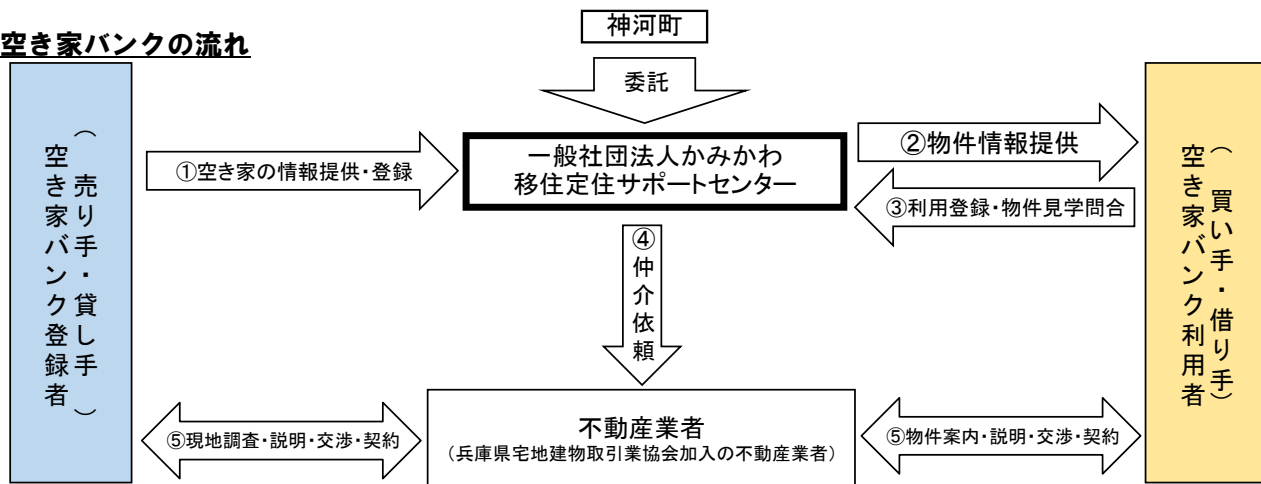 神河町
空き家バンクの流れ
委託
空き家バンク登録者
（売り手・貸し手）
①空き家の情報提供・登録
一般社団法人かみかわ
移住定住サポートセンター
②物件情報提供
③利用登録・物件見学問合
空き家バンク利用者
（買い手・借り手）
④仲介依頼
⑤現地調査・説明・交渉・契約
不動産業者
（兵庫県宅地建物取引業協会加入の不動産業者）
⑤物件案内・説明・交渉・契約